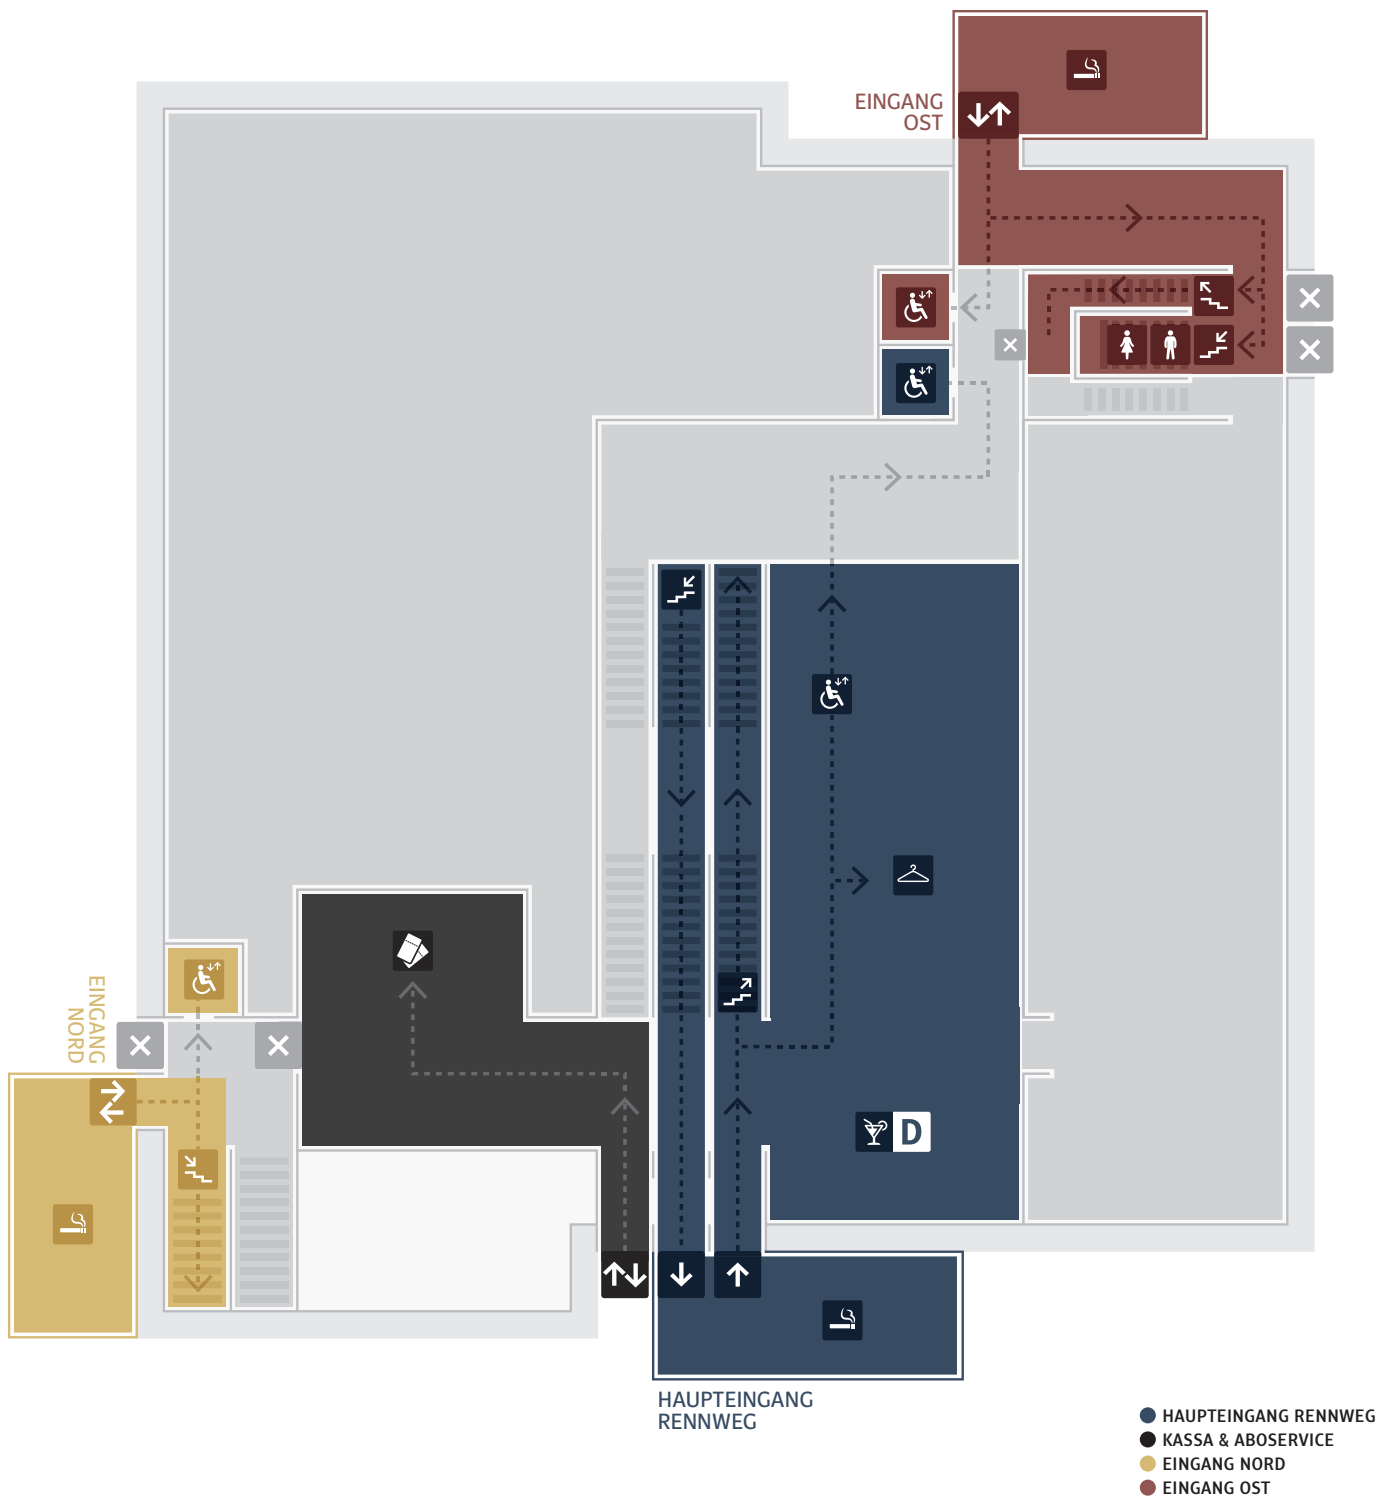 EINGANG
OST
EINGANG
NORD
D
HAUPTEINGANG
RENNWEG
HAUPTEINGANG RENNWEG
KASSA & ABOSERVICE
EINGANG NORD
EINGANG OST